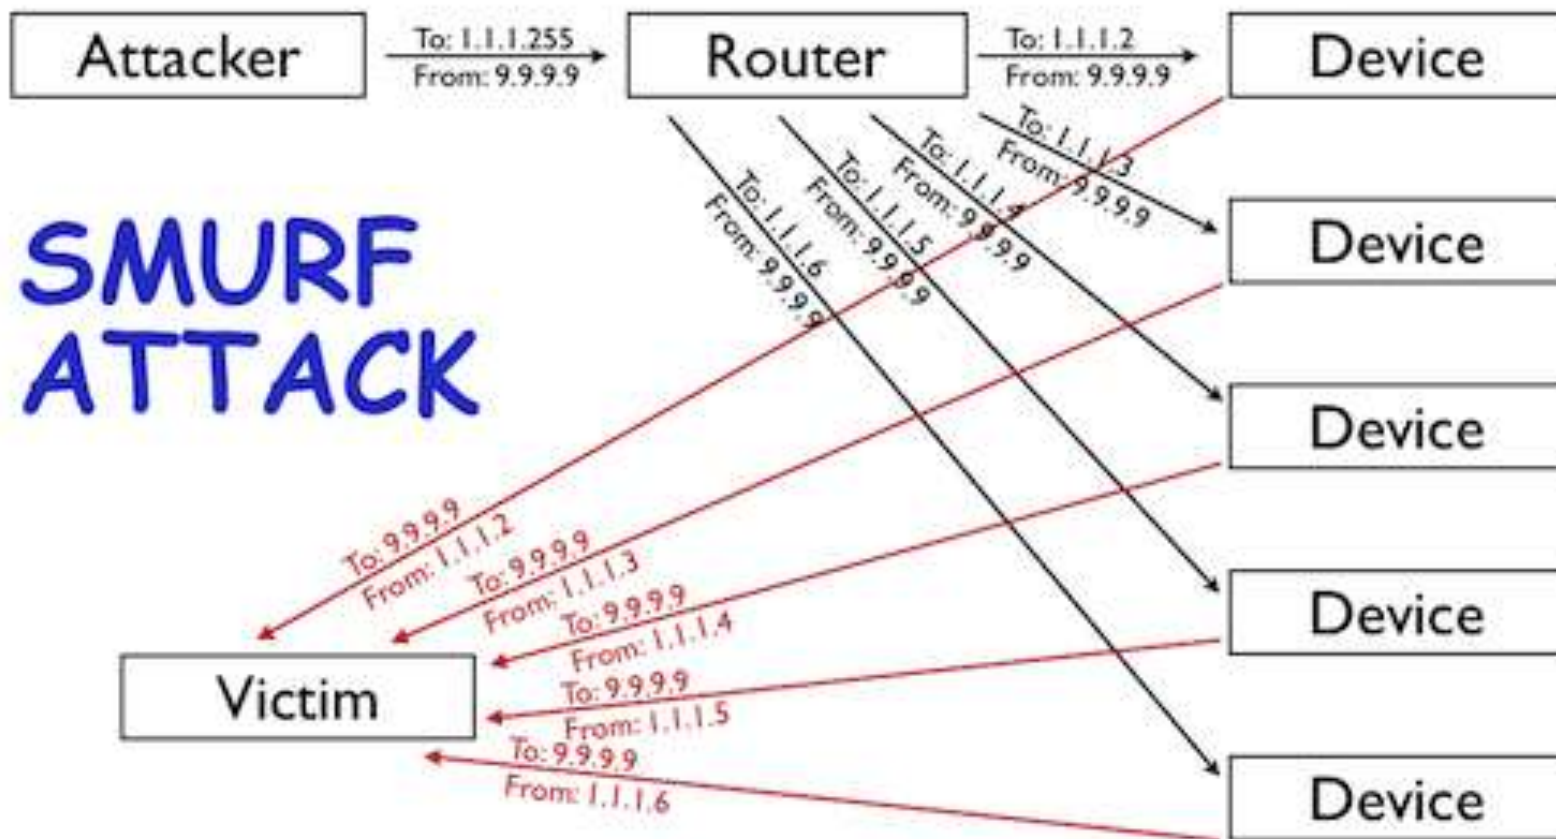 Attacker
To: 1.1.1.255
From: 9.9.9.9
Router
To: 1.1.1.2
From: 9.9.9.9
Device
To: 1.1.1.3
From: 9.9.9.9
To: 1.1.1.4
From: 9.9.9.9
To: 1.1.1.5
From: 9.9.9.9
To: 1.1.1.6
From: 9.9.9.9
Device
SMURF
ATTACK
Device
To: 9.9.9.9
From: 1.1.1.2
To: 9.9.9.9
From: 1.1.1.3
To: 9.9.9.9
From: 1.1.1.4
Device
Victim
To: 9.9.9.9
From: 1.1.1.5
To: 9.9.9.9
From: 1.1.1.6
Device